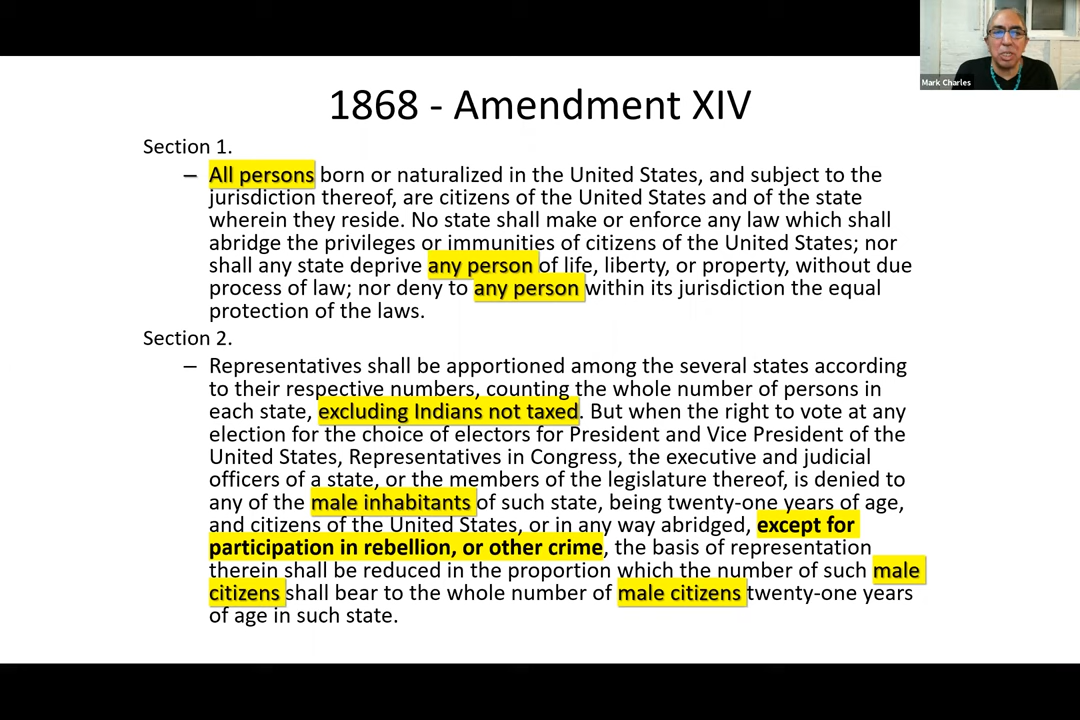 Mark Charles
1868 - Amendment XIV
Section 1.
– All persons born or naturalized in the United States, and subject to the
jurisdiction thereof, are citizens of the United States and of the state
wherein they reside. No state shall make or enforce any law which shall
abridge the privileges or immunities of citizens of the United States; nor
shall any state deprive any person of life, liberty, or property, without due
process of law; nor deny to any person within its jurisdiction the equal
protection of the laws.
Section 2.
– Representatives shall be apportioned among the several states according
to their respective numbers, counting the whole number of persons in
each state, excluding Indians not taxed. But when the right to vote at any
election for the choice of electors for President and Vice President of the
United States, Representatives in Congress, the executive and judicial
officers of a state, or the members of the legislature thereof, is denied to
any of the male inhabitants of such state, being twenty-one years of age,
and citizens of the United States, or in any way abridged, except for
participation in rebellion, or other crime, the basis of representation
therein shall be reduced in the proportion which the number of such male
citizens shall bear to the whole number of male citizens twenty-one years
of age in such state.